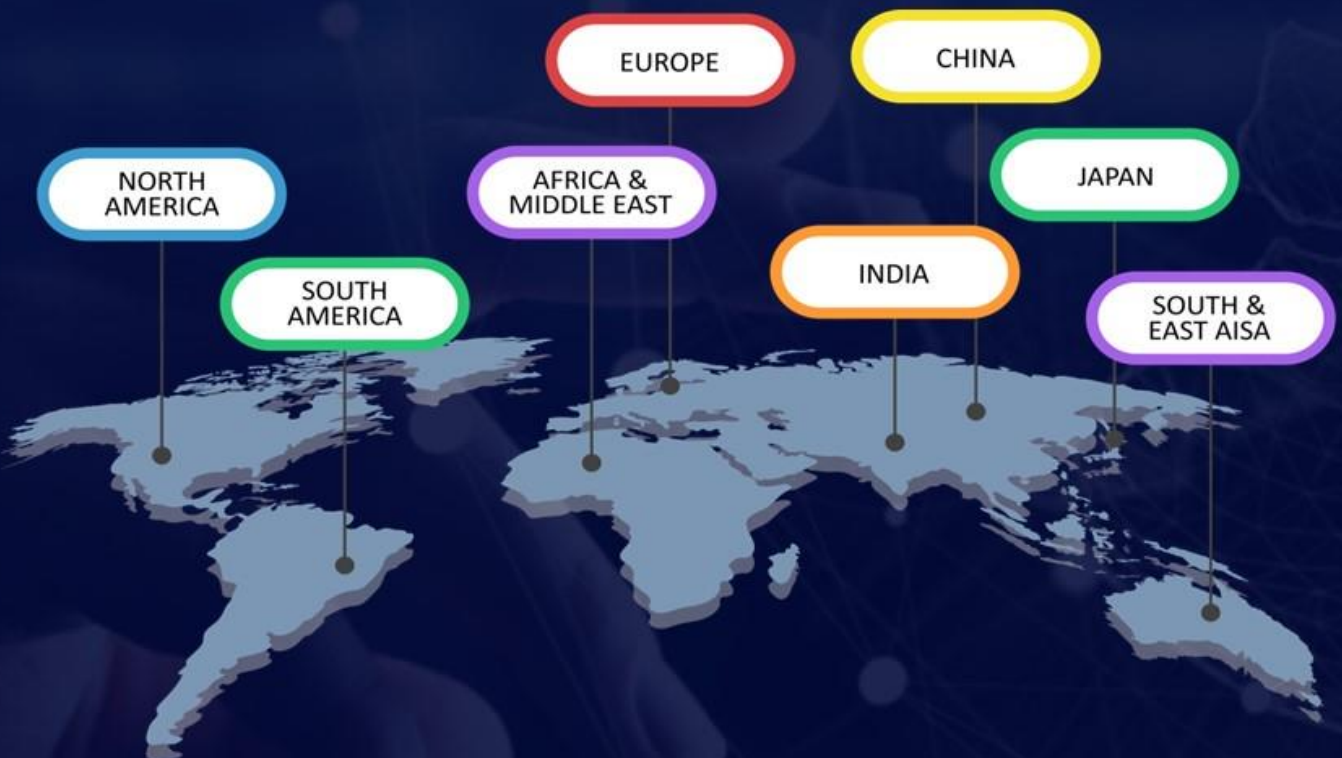 EUROPE
CHINA
NORTH
AMERICA
AFRICA &
MIDDLE EAST
JAPAN
SOUTH
AMERICA
INDIA
SOUTH &
EAST AISA